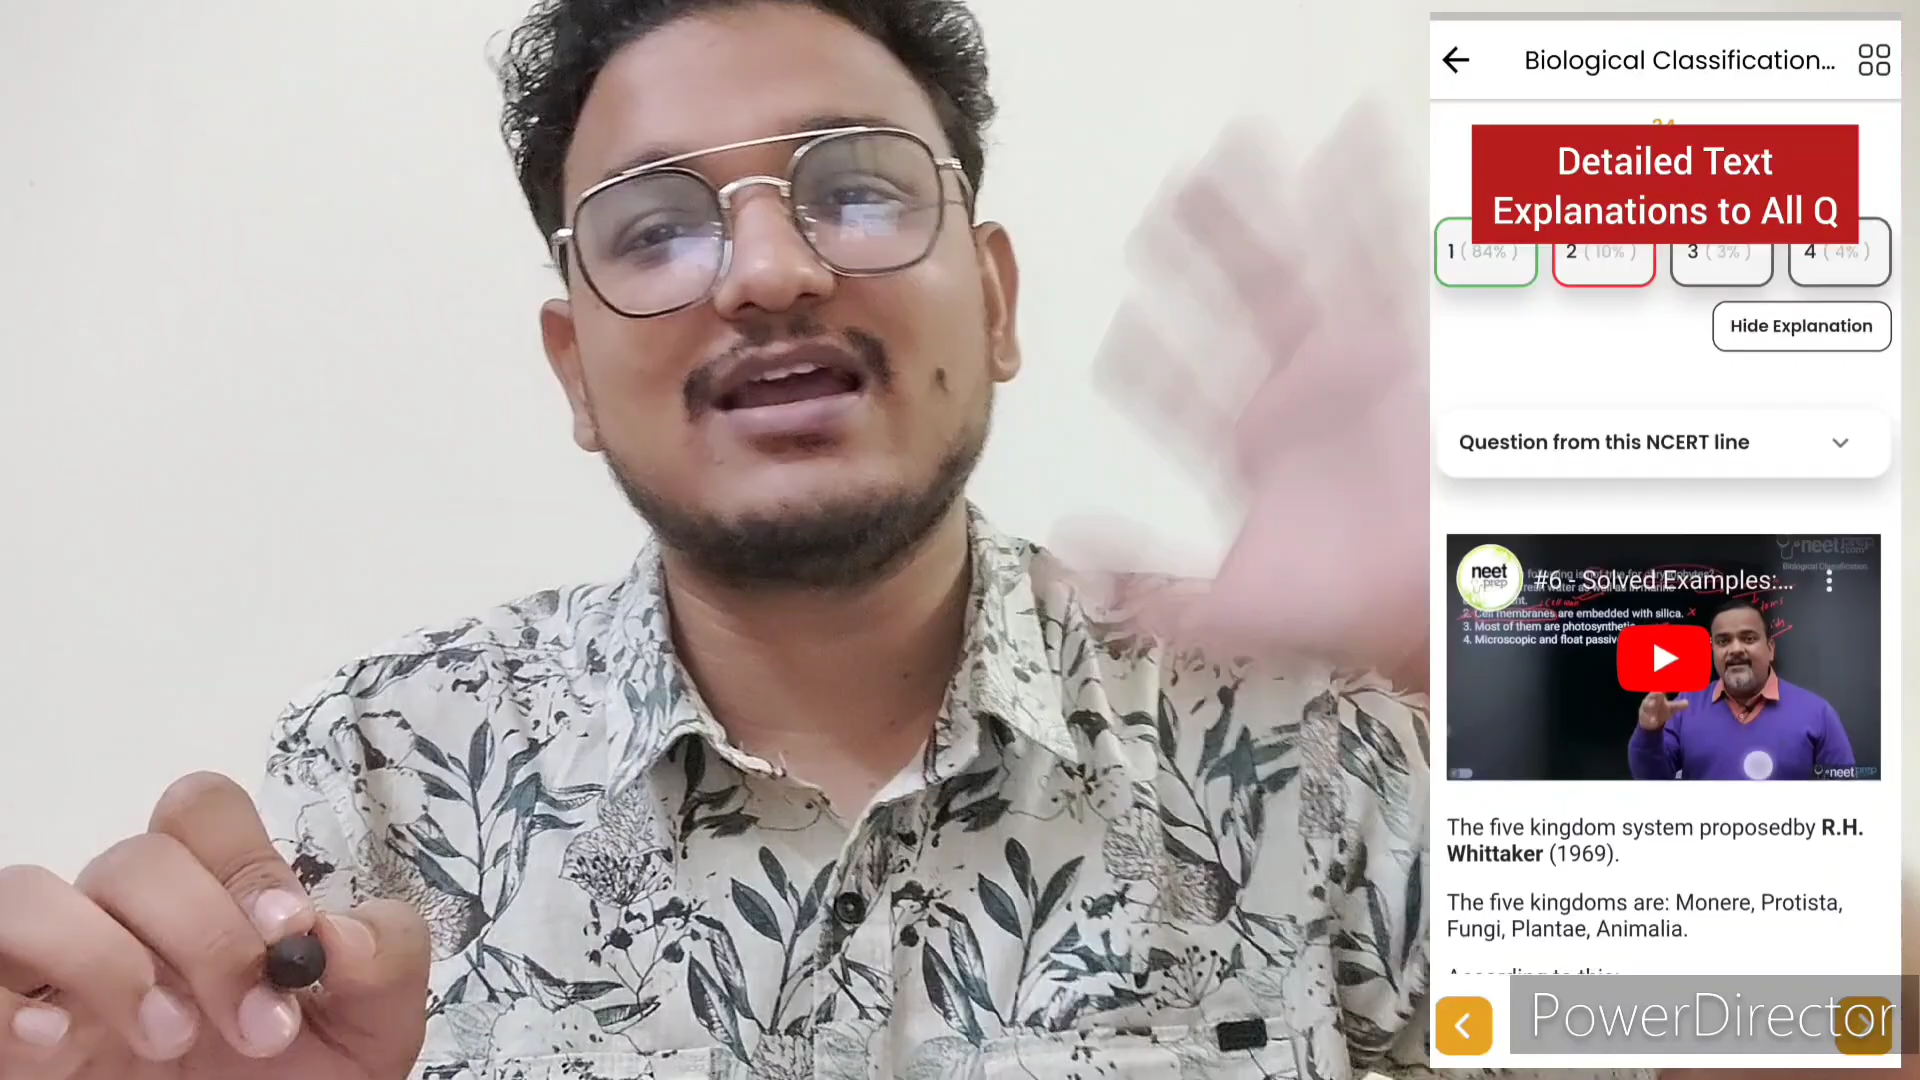 Biological Classification...
Detailed Text
Explanations to All Q
1 ( 84% )
2 ( 10% )
3 ( 3% )
4 ( 4% )
Hide Explanation
Question from this NCERT line
neet
prep
#6 - Solved Examples:...
2. Cell membranes are embedded with silica.
3. Most of them are photosynthetic
4. Microscopic and float passiv
The five kingdom system proposedby R.H.
Whittaker (1969).
The five kingdoms are: Monere, Protista,
Fungi, Plantae, Animalia.
According to this:
PowerDirector